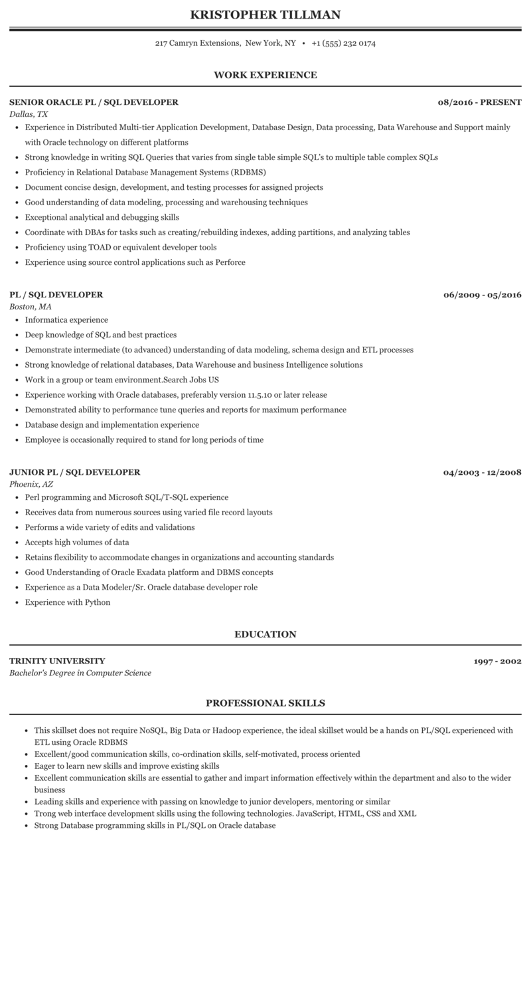 KRISTOPHER TILLMAN
217 Camryn Extensions,  New York, NY   •   +1 (555) 232 0174
WORK EXPERIENCE
SENIOR ORACLE PL / SQL DEVELOPER 08/2016 - PRESENT
Dallas, TX
• Experience in Distributed Multi-tier Application Development, Database Design, Data processing, Data Warehouse and Support mainly
with Oracle technology on different platforms
• Strong knowledge in writing SQL Queries that varies from single table simple SQL’s to multiple table complex SQLs
• Proficiency in Relational Database Management Systems (RDBMS)
• Document concise design, development, and testing processes for assigned projects
• Good understanding of data modeling, processing and warehousing techniques
• Exceptional analytical and debugging skills
• Coordinate with DBAs for tasks such as creating/rebuilding indexes, adding partitions, and analyzing tables
• Proficiency using TOAD or equivalent developer tools
• Experience using source control applications such as Perforce
PL / SQL DEVELOPER 06/2009 - 05/2016
Boston, MA
• Informatica experience
• Deep knowledge of SQL and best practices
• Demonstrate intermediate (to advanced) understanding of data modeling, schema design and ETL processes
• Strong knowledge of relational databases, Data Warehouse and business Intelligence solutions
• Work in a group or team environment.Search Jobs US
• Experience working with Oracle databases, preferably version 11.5.10 or later release
• Demonstrated ability to performance tune queries and reports for maximum performance
• Database design and implementation experience
• Employee is occasionally required to stand for long periods of time
JUNIOR PL / SQL DEVELOPER 04/2003 - 12/2008
Phoenix, AZ
• Perl programming and Microsoft SQL/T-SQL experience
• Receives data from numerous sources using varied file record layouts
• Performs a wide variety of edits and validations
• Accepts high volumes of data
• Retains flexibility to accommodate changes in organizations and accounting standards
• Good Understanding of Oracle Exadata platform and DBMS concepts
• Experience as a Data Modeler/Sr. Oracle database developer role
• Experience with Python
EDUCATION
TRINITY UNIVERSITY 1997 - 2002
Bachelor's Degree in Computer Science
PROFESSIONAL SKILLS
• This skillset does not require NoSQL, Big Data or Hadoop experience, the ideal skillset would be a hands on PL/SQL experienced with
ETL using Oracle RDBMS
• Excellent/good communication skills, co-ordination skills, self-motivated, process oriented
• Eager to learn new skills and improve existing skills
• Excellent communication skills are essential to gather and impart information effectively within the department and also to the wider
business
• Leading skills and experience with passing on knowledge to junior developers, mentoring or similar
• Trong web interface development skills using the following technologies. JavaScript, HTML, CSS and XML
• Strong Database programming skills in PL/SQL on Oracle database